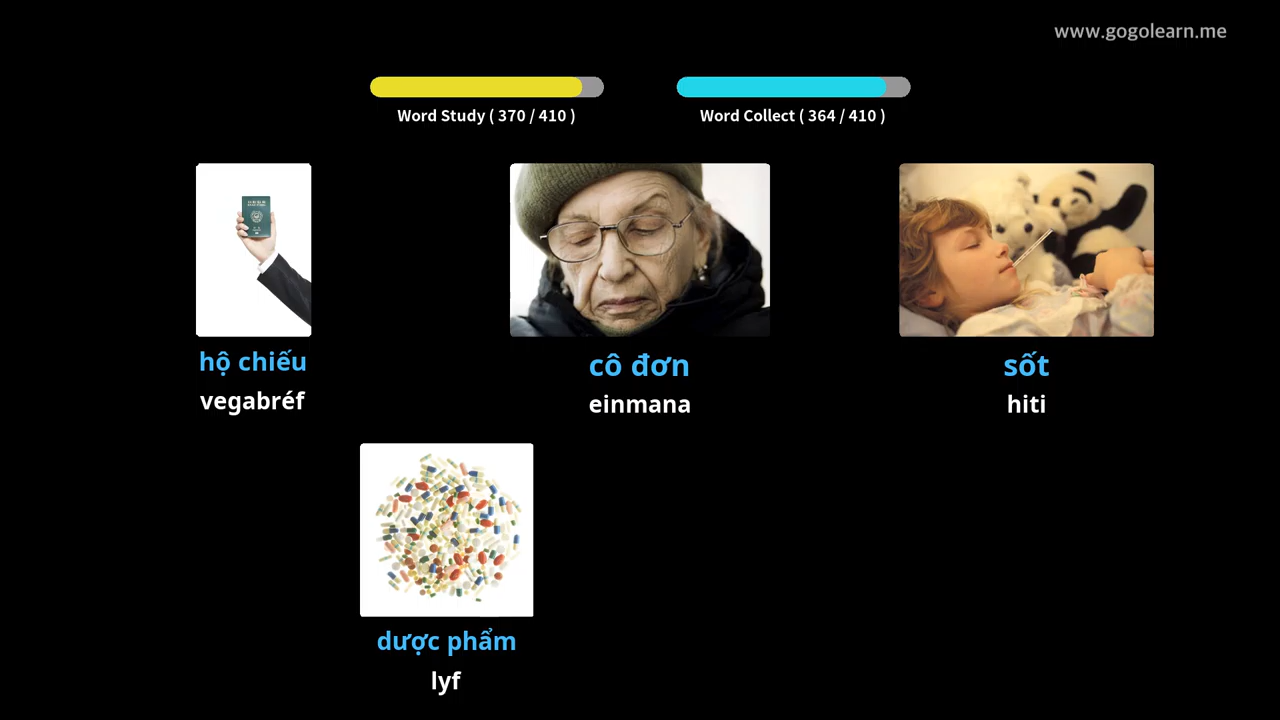 www.gogolearn.me
Word Study ( 370 / 410 )
Word Collect ( 364 / 410 )
hộ chiếu
vegabréf
cô đơn
einmana
sốt
hiti
dược phẩm
lyf